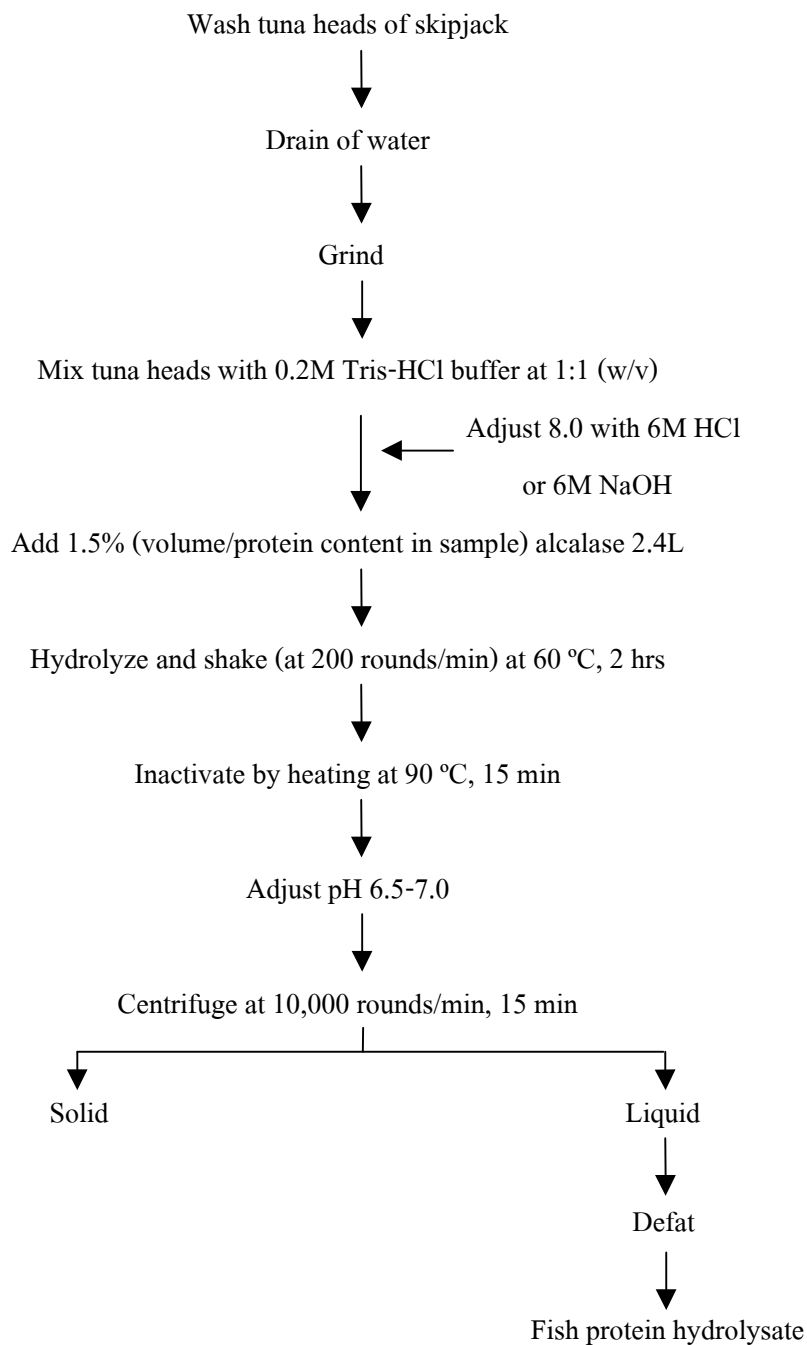 Wash tuna heads of skipjack
Drain of water
Grind
Mix tuna heads with 0.2M Tris-HCl buffer at 1:1 (w/v)
Adjust 8.0 with 6M HCl
or 6M NaOH
Add 1.5% (volume/protein content in sample) alcalase 2.4L
Hydrolyze and shake (at 200 rounds/min) at 60 ºC, 2 hrs
Inactivate by heating at 90 ºC, 15 min
Adjust pH 6.5-7.0
Centrifuge at 10,000 rounds/min, 15 min
Solid
Liquid
Defat
Fish protein hydrolysate